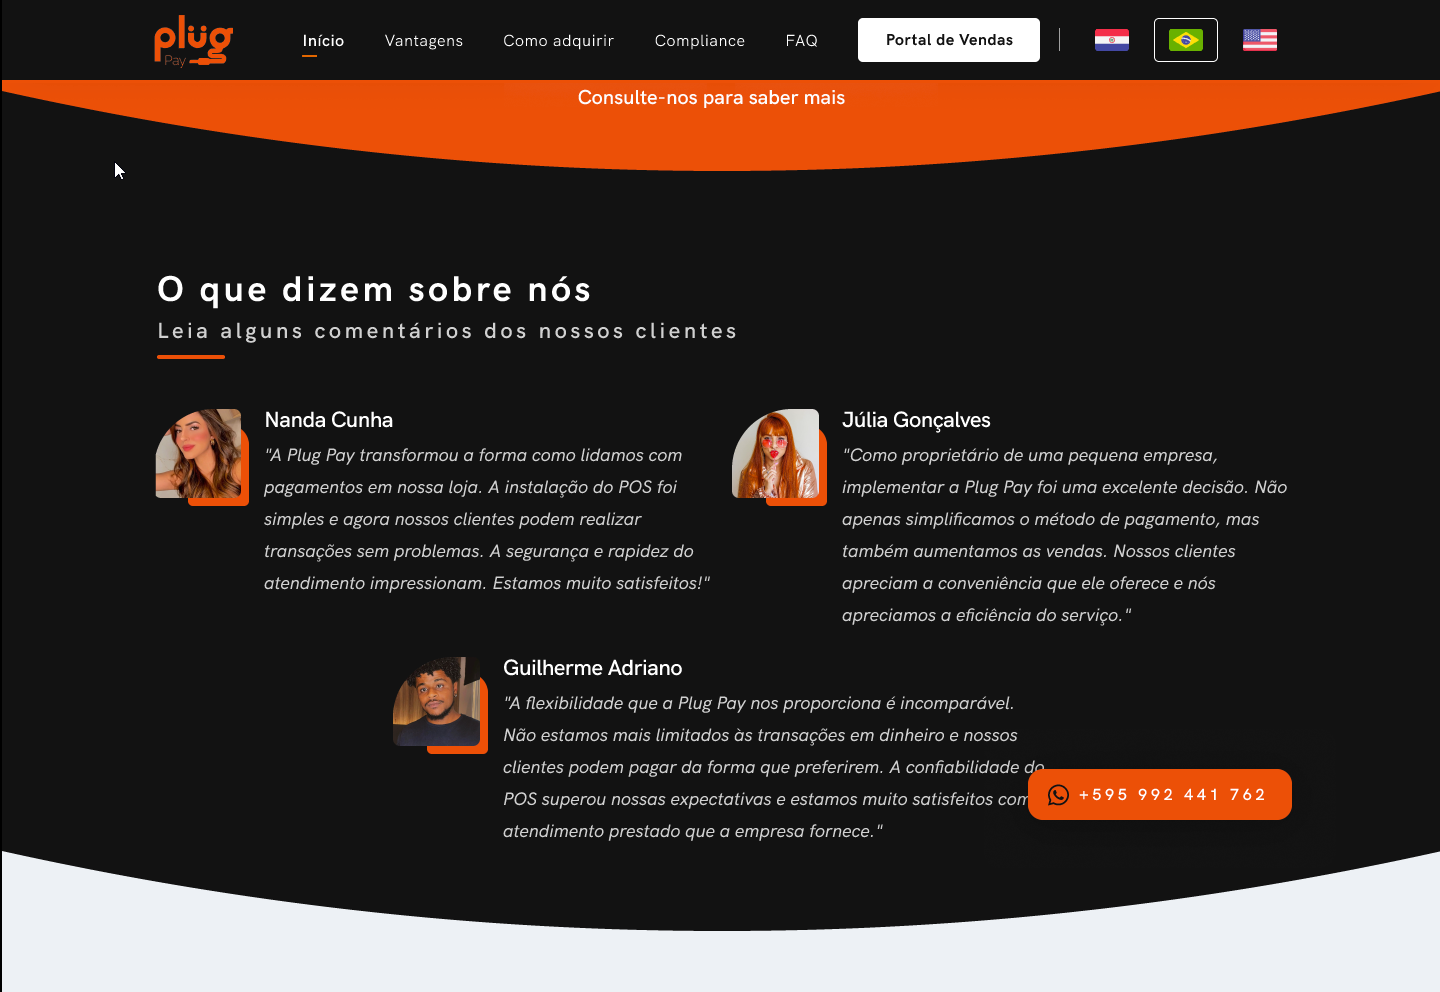 plug
Pay
Início
Vantagens
Como adquirir
Compliance
FAQ
Portal de Vendas
Consulte-nos para saber mais
O que dizem sobre nós
Leia alguns comentários dos nossos clientes
Nanda Cunha
"A Plug Pay transformou a forma como lidamos com
pagamentos em nossa loja. A instalação do POS foi
simples e agora nossos clientes podem realizar
transações sem problemas. A segurança e rapidez do
atendimento impressionam. Estamos muito satisfeitos!"
Júlia Gonçalves
"Como proprietário de uma pequena empresa,
implementar a Plug Pay foi uma excelente decisão. Não
apenas simplificamos o método de pagamento, mas
também aumentamos as vendas. Nossos clientes
apreciam a conveniência que ele oferece e nós
apreciamos a eficiência do serviço."
Guilherme Adriano
"A flexibilidade que a Plug Pay nos proporciona é incomparável.
Não estamos mais limitados às transações em dinheiro e nossos
clientes podem pagar da forma que preferirem. A confiabilidade do
POS superou nossas expectativas e estamos muito satisfeitos com
atendimento prestado que a empresa fornece."
+595 992 441 762